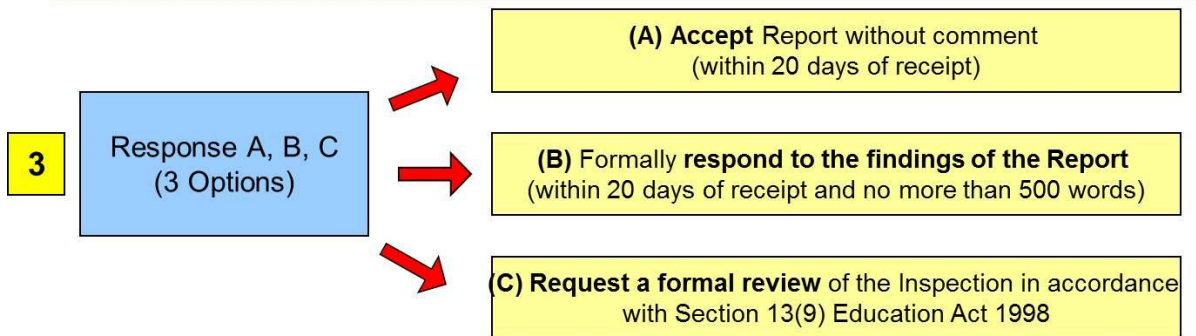 3
Response A, B, C
(3 Options)
(A) Accept Report without comment
(within 20 days of receipt)
(B) Formally respond to the findings of the Report
(within 20 days of receipt and no more than 500 words)
(C) Request a formal review of the Inspection in accordance
with Section 13(9) Education Act 1998